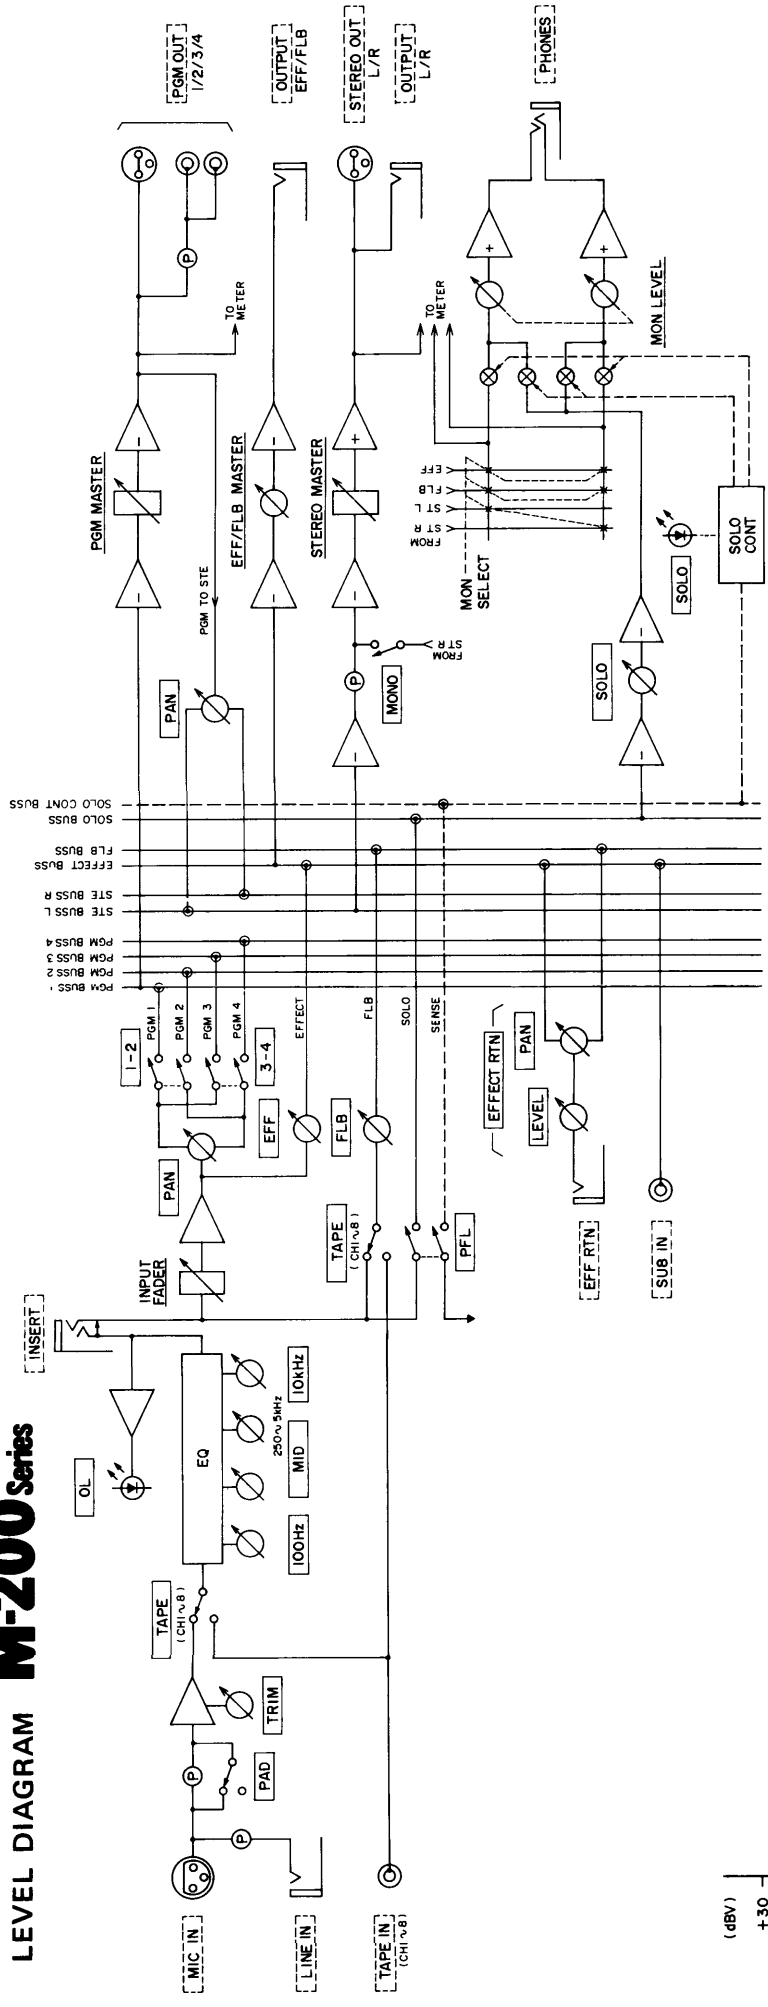 LEVEL DIAGRAM M-200 Series
MIC IN
LINE IN
TAPE IN
(CH1∿8)
P
P
PAD
TRIM
TAPE
(CH1∿8)
OL
EQ
100Hz
MID
250∿5kHz
10kHz
INSERT
INPUT
FADER
PAN
EFF
FLB
TAPE
(CH1∿8)
PFL
1-2
3-4
PGM 1
PGM 2
PGM 3
PGM 4
EFFECT
FLB
SOLO
SENSE
EFF RTN
SUB IN
EFFECT RTN
LEVEL
PAN
PGM BUSS 1
PGM BUSS 2
PGM BUSS 3
PGM BUSS 4
STE BUSS L
STE BUSS R
EFFECT BUSS
FLB BUSS
SOLO BUSS
SOLO CONT BUSS
PAN
PGM TO STE
PGM MASTER
EFF/FLB MASTER
STEREO MASTER
P
MONO
FROM
ST R
MON
SELECT
FROM
ST R
ST L
FLB
EFF
SOLO
SOLO
SOLO
CONT
TO
METER
TO
METER
MON LEVEL
P
PGM OUT
1/2/3/4
OUTPUT
EFF/FLB
STEREO OUT
L/R
OUTPUT
L/R
PHONES
(dBV)
+30